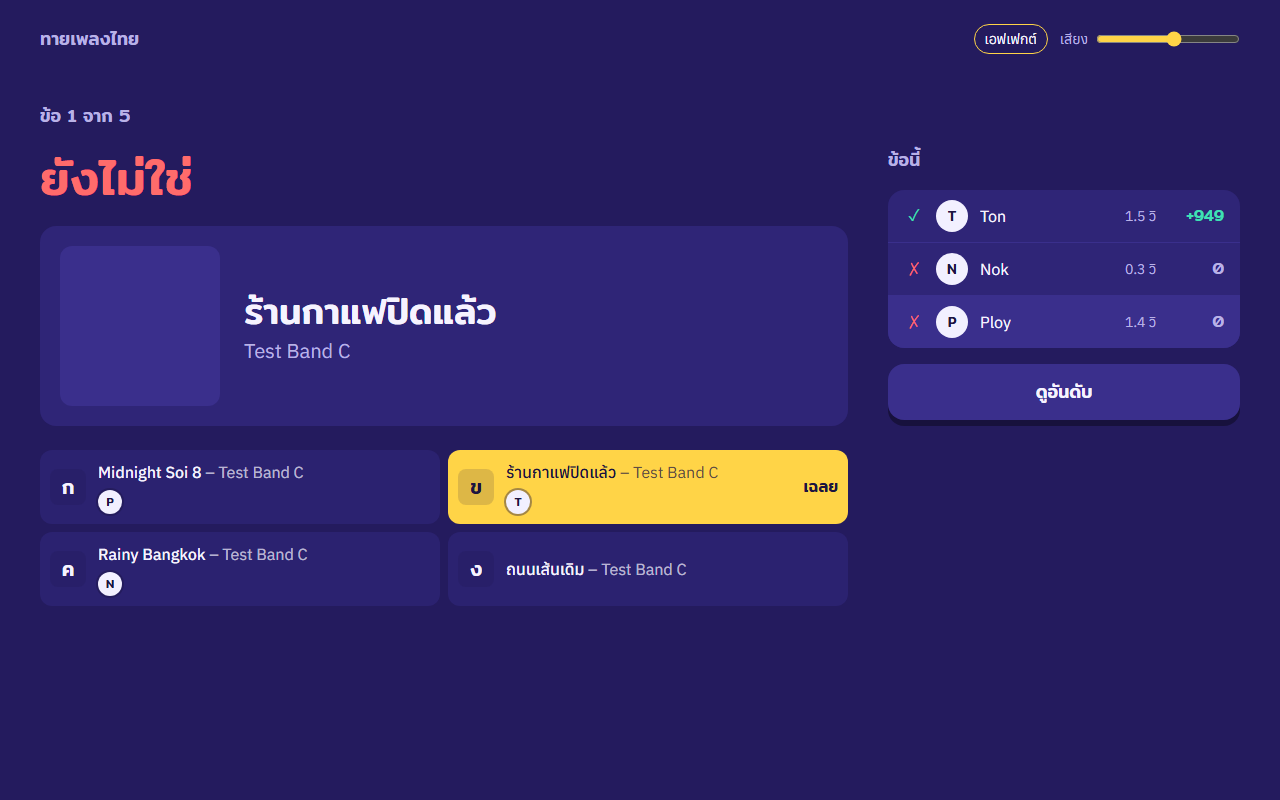 ทายเพลงไทย
เอฟเฟกต์ เสียง
ข้อ 1 จาก 5
ยังไม่ใช่
ร้านกาแฟปิดแล้ว
Test Band C
ก Midnight Soi 8 – Test Band C
P
ข ร้านกาแฟปิดแล้ว – Test Band C เฉลย
T
ค Rainy Bangkok – Test Band C
N
ง ถนนเส้นเดิม – Test Band C
ข้อนี้
✓ T Ton 1.5 วิ +949
✗ N Nok 0.3 วิ 0
✗ P Ploy 1.4 วิ 0
ดูอันดับ